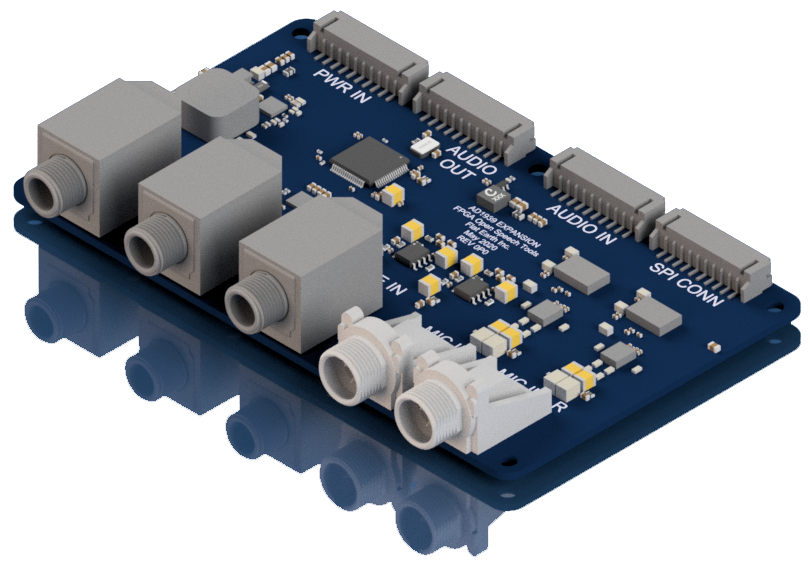 PWR IN
AUDIO
OUT
AUDIO IN
SPI CONN
AD1939 EXPANSION
FPGA Open Speech Tools
Flat Earth Inc.
May 2020
REV 0P0
IN
MIC
MIC
R